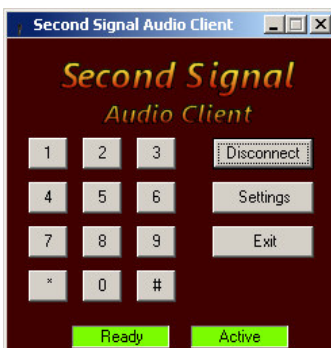 Second Signal Audio Client
Second Signal
Audio Client
1 2 3 Disconnect
4 5 6 Settings
7 8 9 Exit
* 0 #
Ready Active